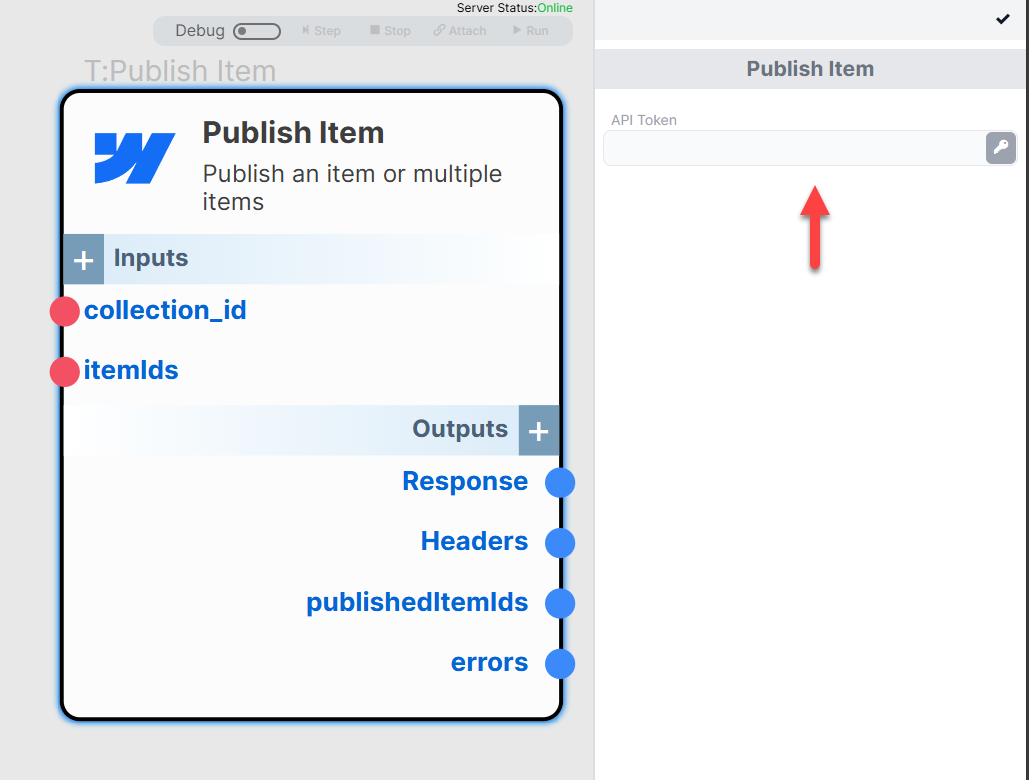 Server Status:Online
Debug
Step
Stop
Attach
Run
T:Publish Item
Publish Item
Publish an item or multiple
items
Inputs
collection_id
itemIds
Outputs
Response
Headers
publishedItemIds
errors
Publish Item
API Token